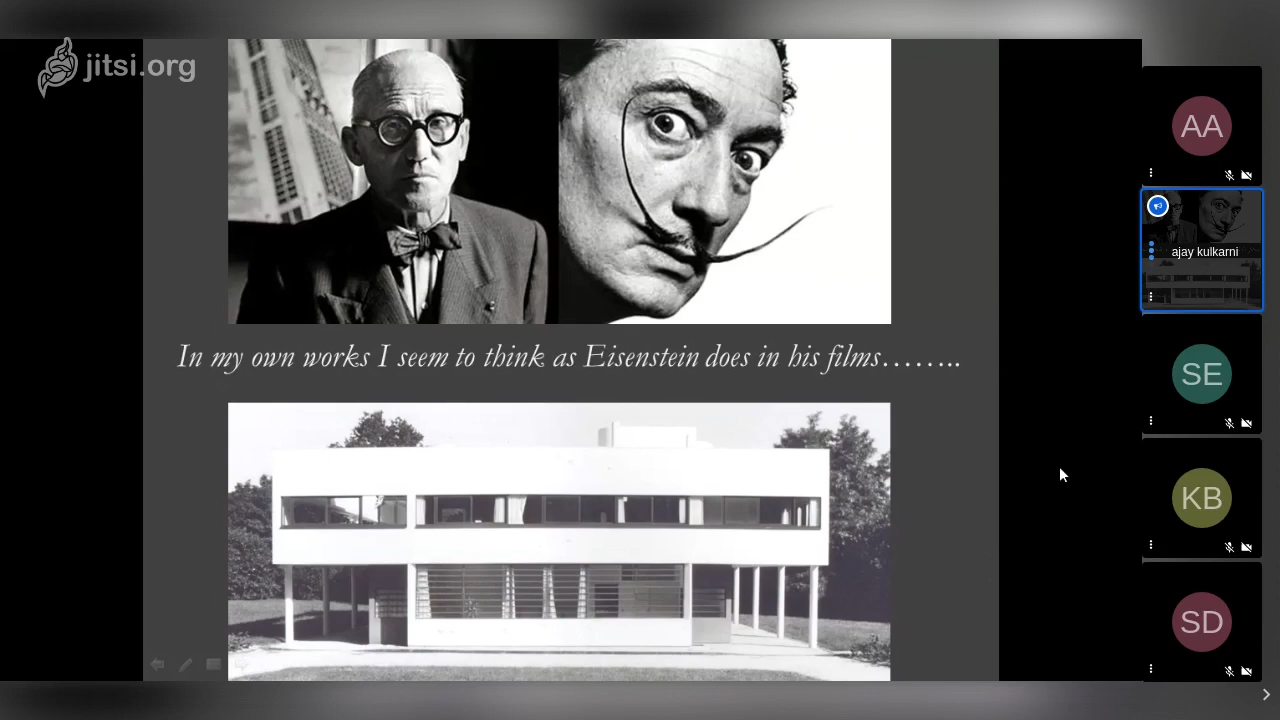 jitsi.org
In my own works I seem to think as Eisenstein does in his films……..
AA
ajay kulkarni
SE
KB
SD